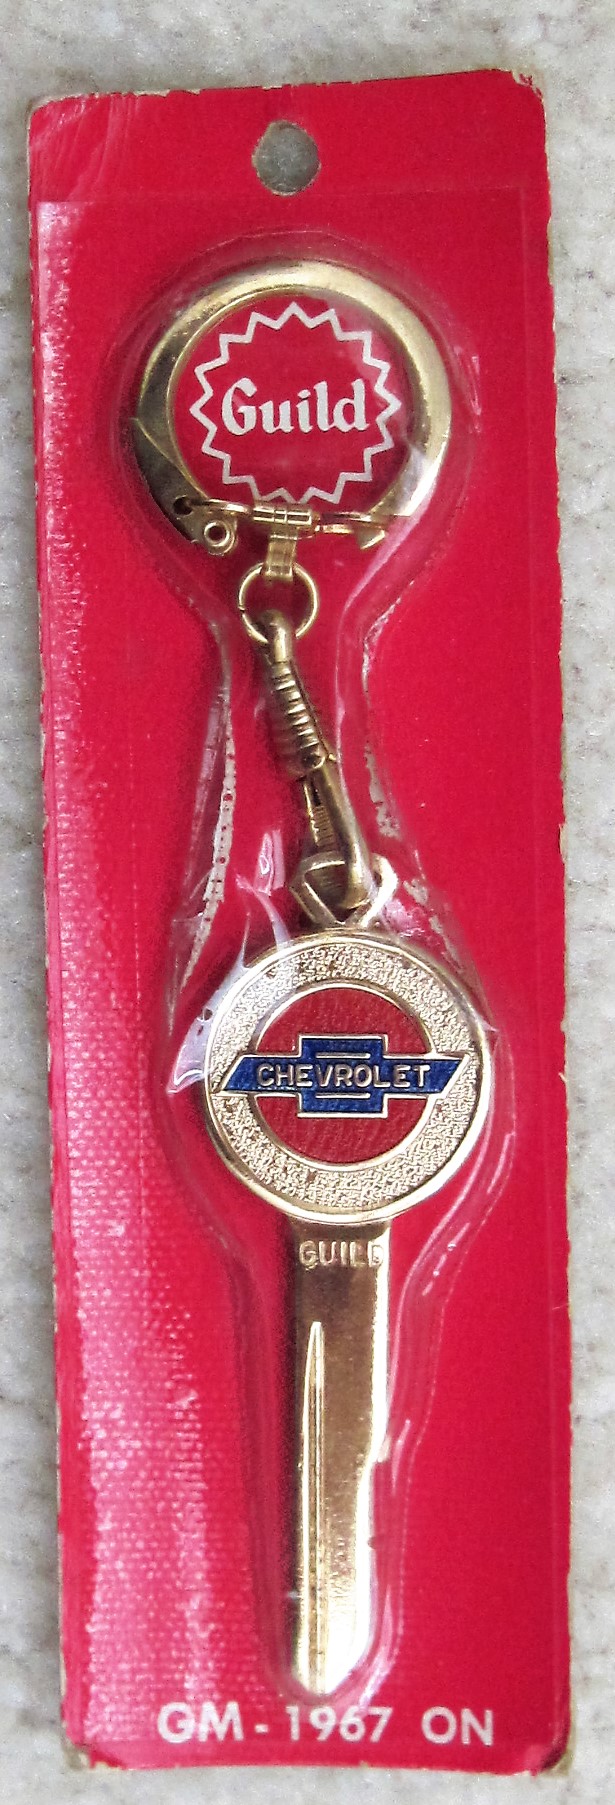 Guild
CHEVROLET
GUILD
GM - 1967 ON